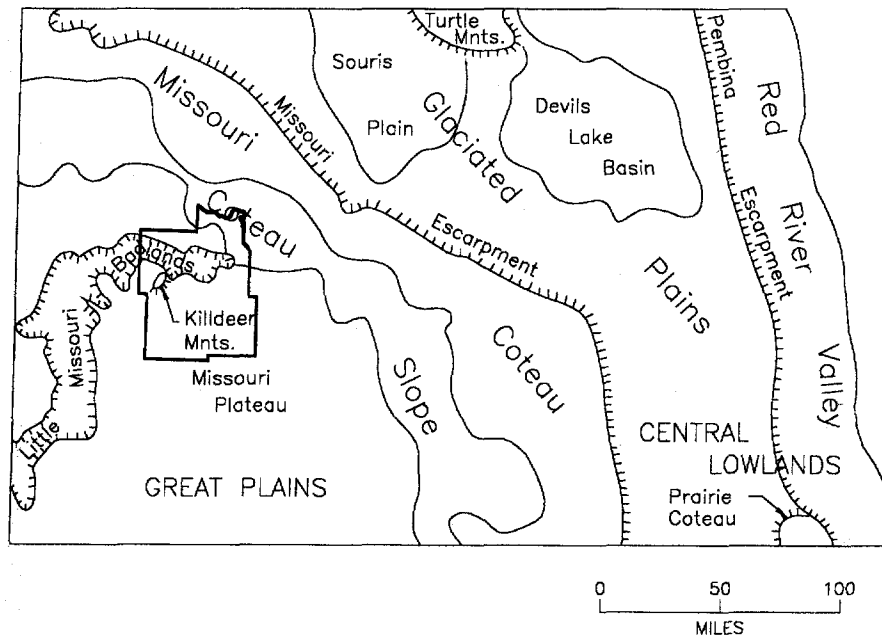 Turtle
Mnts.
Souris
Plain
Glaciated
Plains
Devils
Lake
Basin
Pembina
Escarpment
Red
River
Valley
Missouri
Coteau
Missouri
Escarpment
Coteau
Slope
Little
Missouri
Badlands
Killdeer
Mnts.
Missouri
Plateau
GREAT PLAINS
CENTRAL
LOWLANDS
Prairie
Coteau
0 50 100
MILES